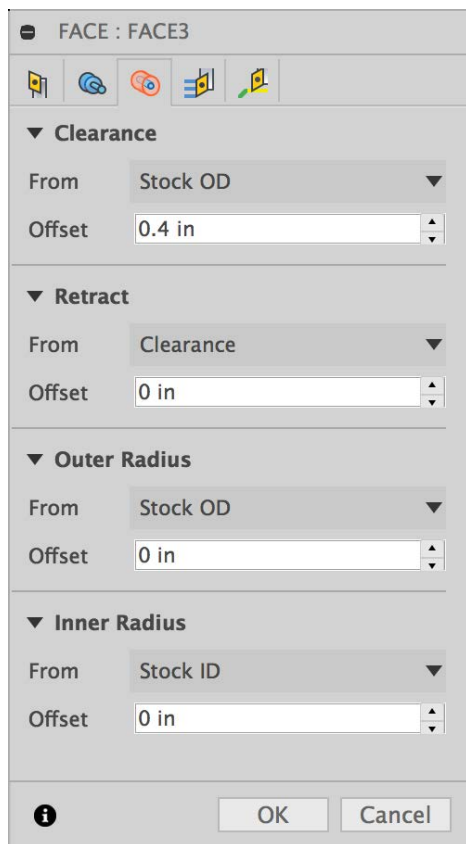 FACE : FACE3
Clearance
From Stock OD
Offset 0.4 in
Retract
From Clearance
Offset 0 in
Outer Radius
From Stock OD
Offset 0 in
Inner Radius
From Stock ID
Offset 0 in
OK Cancel